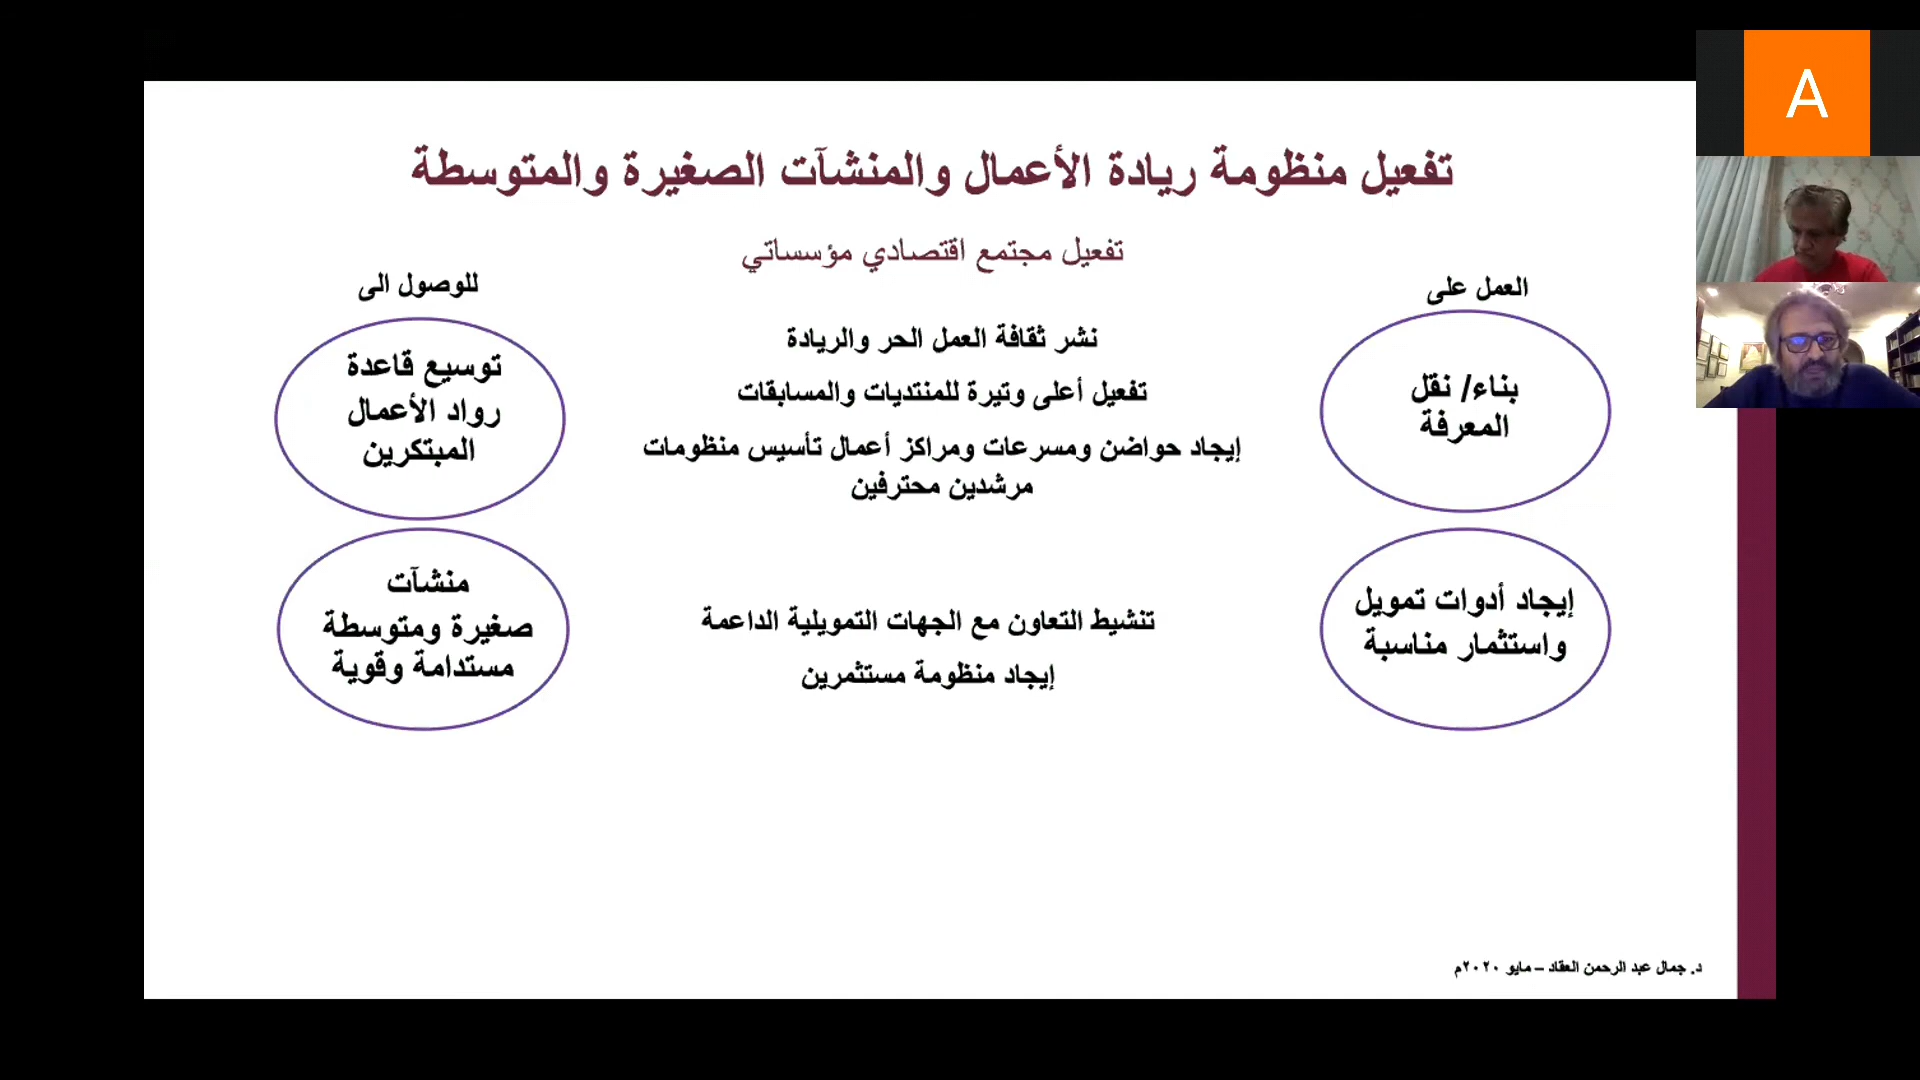 تفعيل منظومة ريادة الأعمال والمنشآت الصغيرة والمتوسطة
تفعيل مجتمع اقتصادي مؤسساتي
العمل على
بناء/ نقل
المعرفة
إيجاد أدوات تمويل
واستثمار مناسبة
نشر ثقافة العمل الحر والريادة
تفعيل أعلى وتيرة للمنتديات والمسابقات
إيجاد حواضن ومسرعات ومراكز أعمال تأسيس منظومات
مرشدين محترفين
تنشيط التعاون مع الجهات التمويلية الداعمة
إيجاد منظومة مستثمرين
للوصول الى
توسيع قاعدة
رواد الأعمال
المبتكرين
منشآت
صغيرة ومتوسطة
مستدامة وقوية
د. جمال عبد الرحمن العقاد – مايو ٢٠٢٠م
A